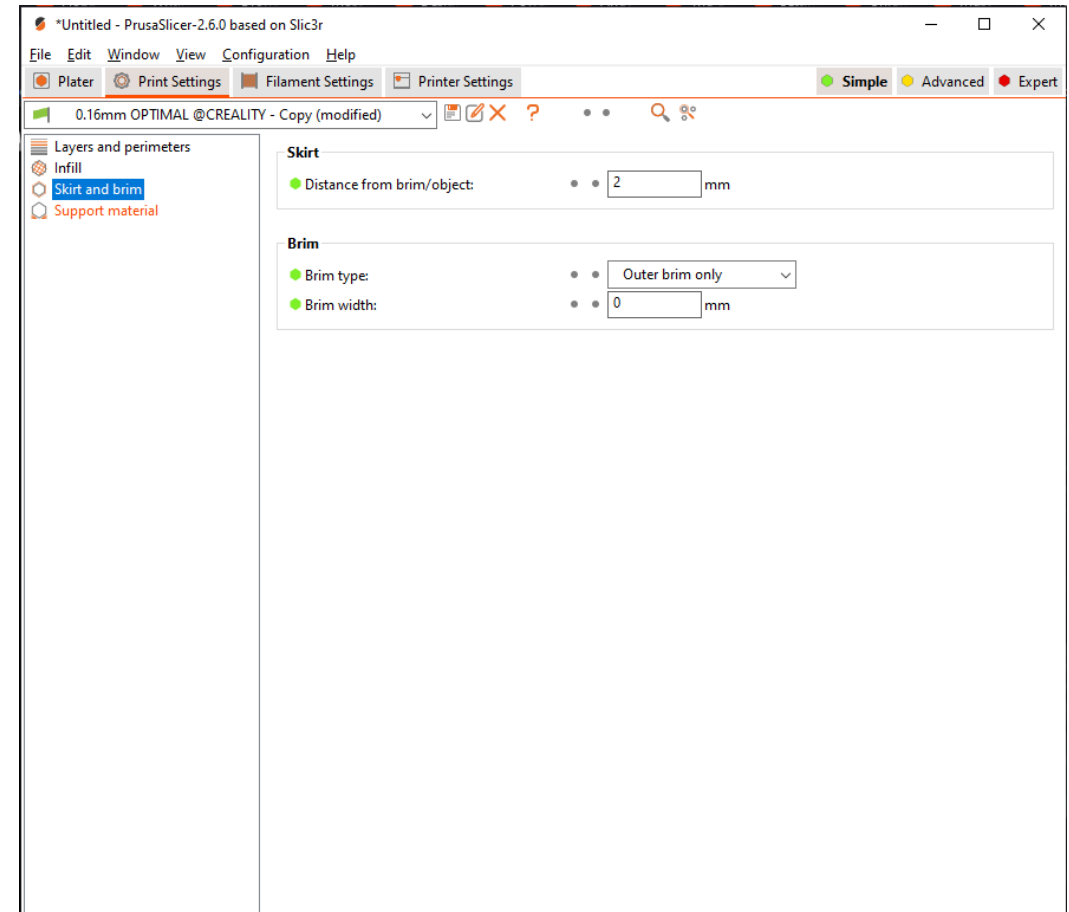 *Untitled - PrusaSlicer-2.6.0 based on Slic3r
File Edit Window View Configuration Help
Plater Print Settings Filament Settings Printer Settings Simple Advanced Expert
0.16mm OPTIMAL @CREALITY - Copy (modified) ?
Layers and perimeters
Infill
Skirt and brim
Support material
Skirt
Distance from brim/object: 2 mm
Brim
Brim type: Outer brim only
Brim width: 0 mm